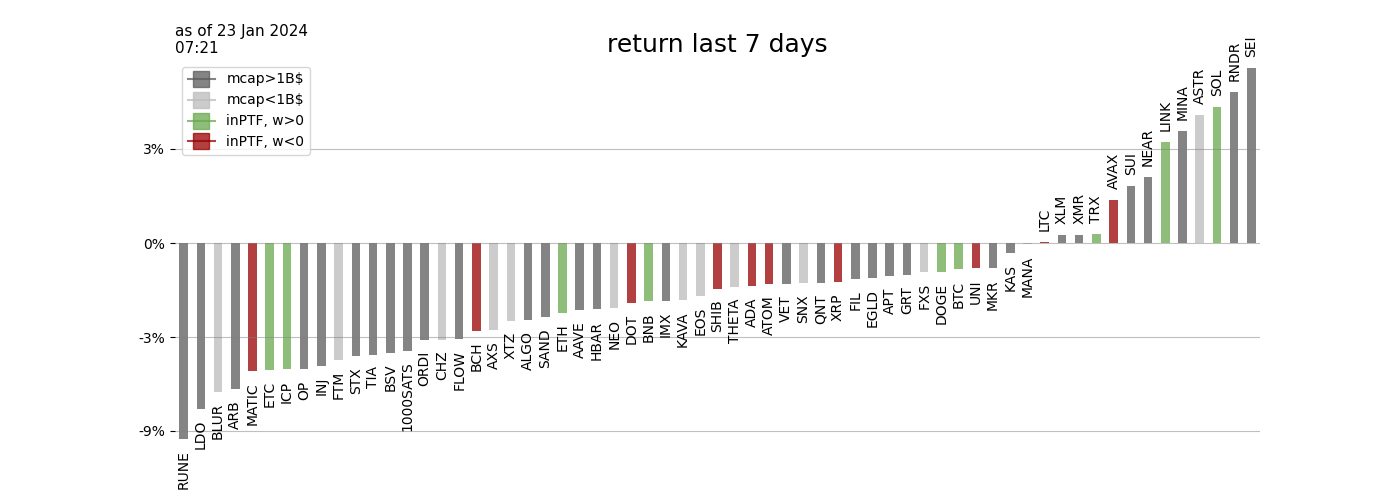 as of 23 Jan 2024
07:21
return last 7 days
mcap>1B$
mcap<1B$
inPTF, w>0
inPTF, w<0
3%
0%
-3%
-9%
RUNE
LDO
BLUR
ARB
MATIC
ETC
ICP
OP
INJ
FTM
STX
TIA
BSV
1000SATS
ORDI
CHZ
FLOW
BCH
AXS
XTZ
ALGO
SAND
ETH
AAVE
HBAR
NEO
DOT
BNB
IMX
KAVA
EOS
SHIB
THETA
ADA
ATOM
VET
SNX
QNT
XRP
FIL
EGLD
APT
GRT
FXS
DOGE
BTC
UNI
MKR
KAS
MANA
LTC
XLM
XMR
TRX
AVAX
SUI
NEAR
LINK
MINA
ASTR
SOL
RNDR
SEI